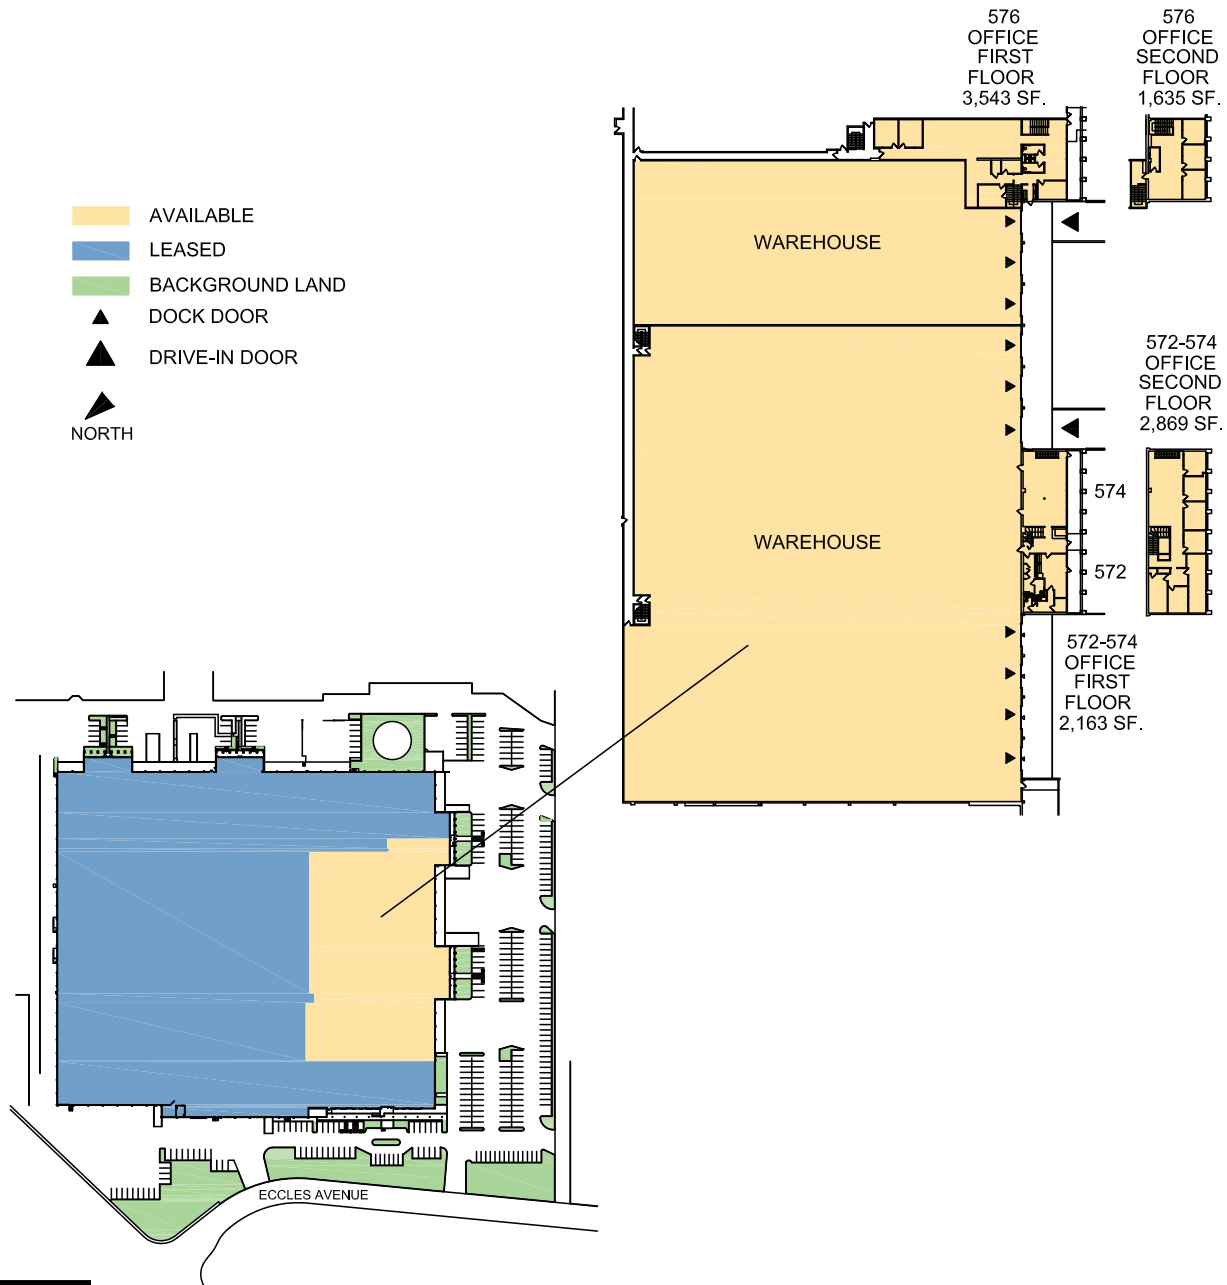 576
OFFICE
FIRST
FLOOR
3,543 SF.
576
OFFICE
SECOND
FLOOR
1,635 SF.
AVAILABLE
LEASED
BACKGROUND LAND
DOCK DOOR
DRIVE-IN DOOR
NORTH
WAREHOUSE
572-574
OFFICE
SECOND
FLOOR
2,869 SF.
574
WAREHOUSE
572
572-574
OFFICE
FIRST
FLOOR
2,163 SF.
ECCLES AVENUE